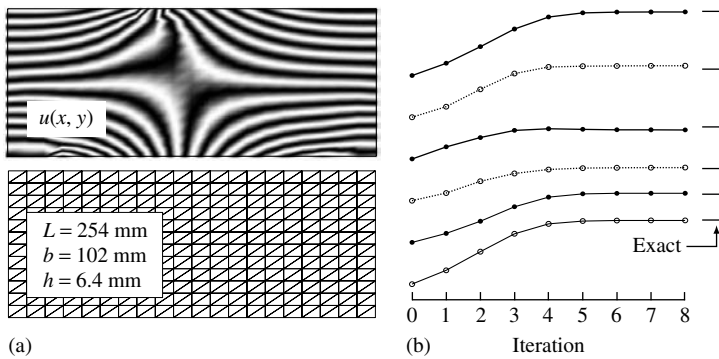 u(x, y)
L = 254 mm
b = 102 mm
h = 6.4 mm
(a)
Exact
0 1 2 3 4 5 6 7 8
(b) Iteration